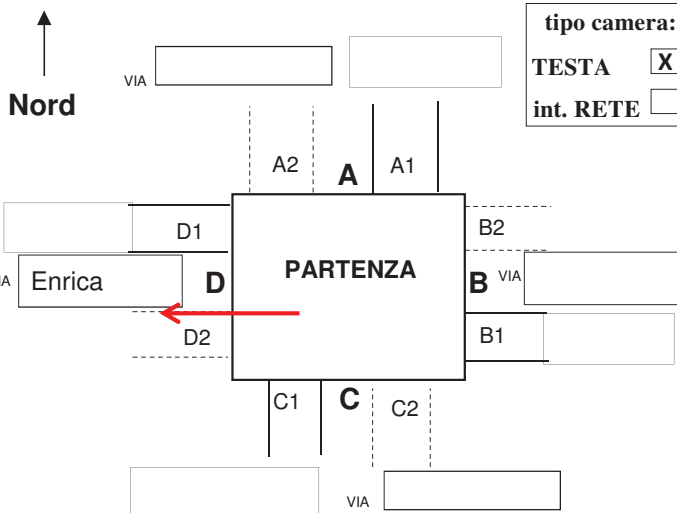 tipo camera:
VIA
TESTA X
Nord
int. RETE
A2 A A1
D1 B2
PARTENZA
IA Enrica D B VIA
D2 B1
C1 C C2
VIA